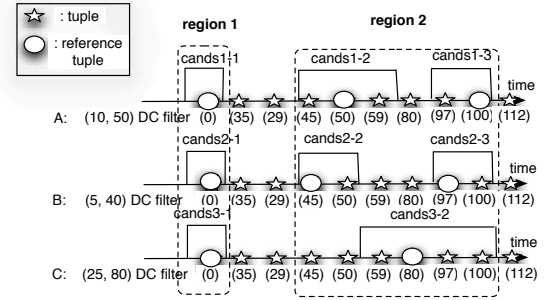 : tuple
: reference
tuple
region 1
region 2
cands1-1
cands1-2
cands1-3
time
A: (10, 50) DC filter (0) (35) (29) (45) (50) (59) (80) (97) (100) (112)
cands2-1
cands2-2
cands2-3
time
B: (5, 40) DC filter (0) (35) (29) (45) (50) (59) (80) (97) (100) (112)
cands3-1
cands3-2
time
C: (25, 80) DC filter (0) (35) (29) (45) (50) (59) (80) (97) (100) (112)